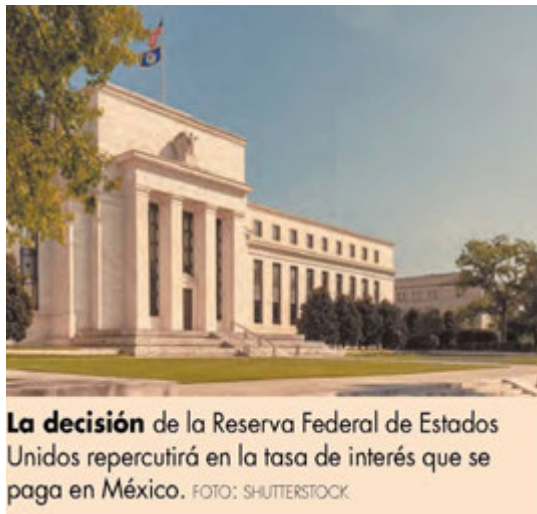 La decisión de la Reserva Federal de Estados
Unidos repercutirá en la tasa de interés que se
paga en México. FOTO: SHUTTERSTOCK